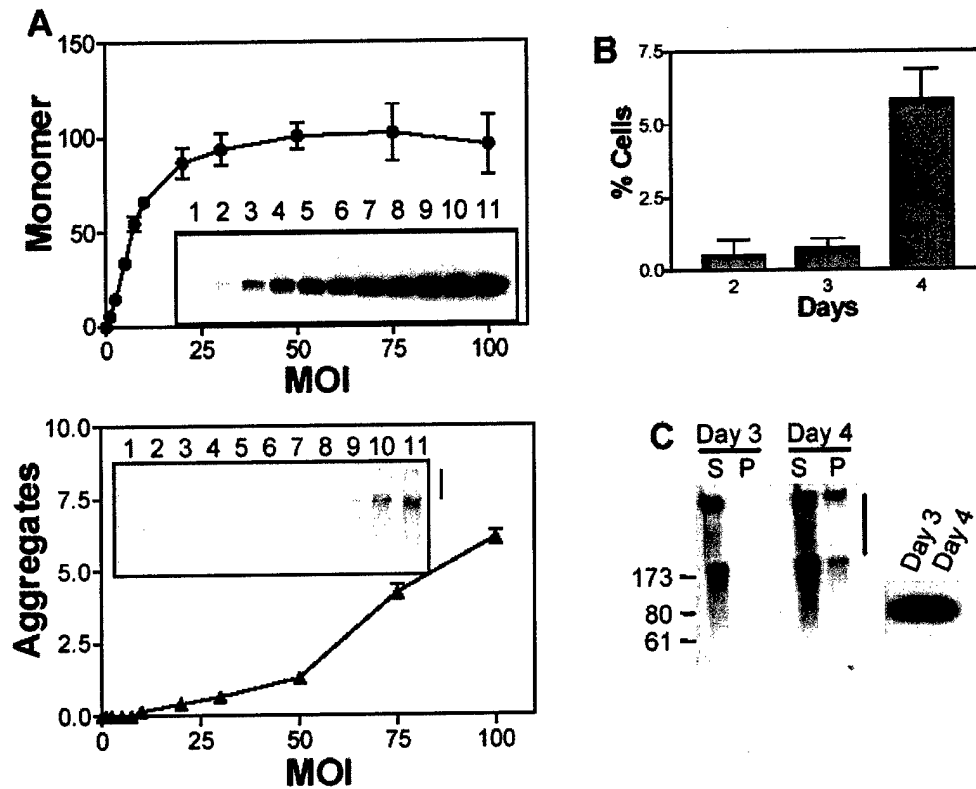 A
150
100
50
0
Monomer
1 2 3 4 5 6 7 8 9 10 11
0 25 50 75 100
MOI
B
7.5
5.0
2.5
0.0
% Cells
2 3 4
Days
10.0
7.5
5.0
2.5
0.0
Aggregates
1 2 3 4 5 6 7 8 9 10 11
0 25 50 75 100
MOI
C
Day 3 Day 4
S P S P
173
80
61
Day 3
Day 4